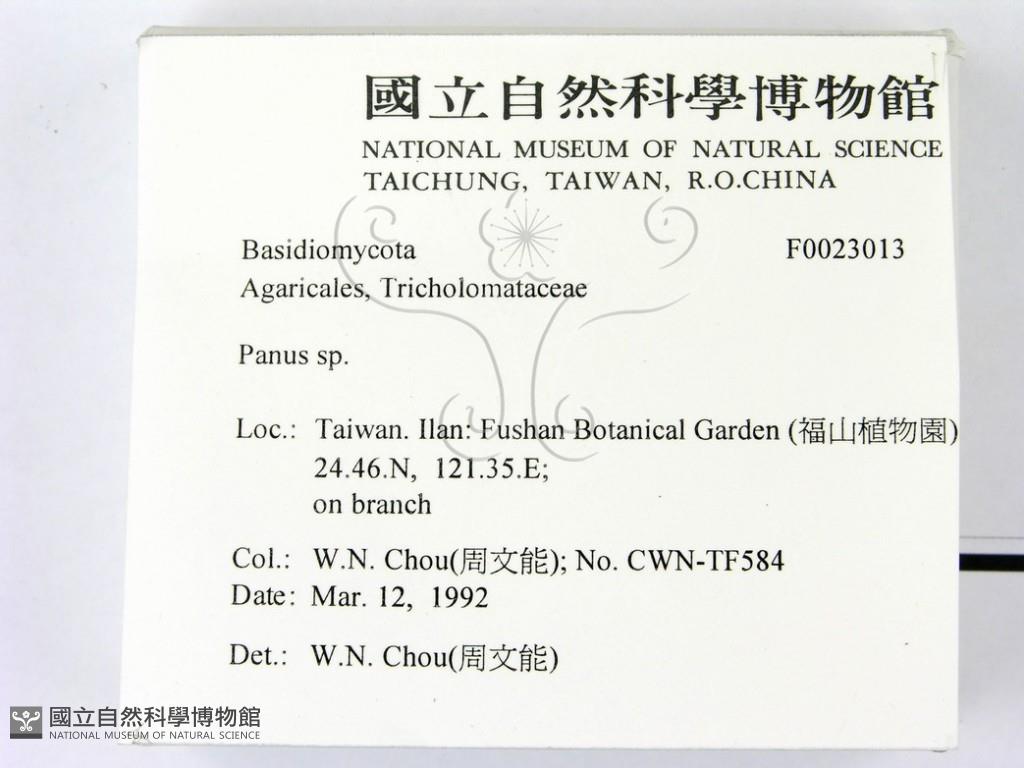 國立自然科學博物館
NATIONAL MUSEUM OF NATURAL SCIENCE
TAICHUNG, TAIWAN, R.O.CHINA
Basidiomycota F0023013
Agaricales, Tricholomataceae
Panus sp.
Loc.: Taiwan. Ilan: Fushan Botanical Garden (福山植物園)
24.46.N, 121.35.E;
on branch
Col.: W.N. Chou(周文能); No. CWN-TF584
Date: Mar. 12, 1992
Det.: W.N. Chou(周文能)
國立自然科學博物館
NATIONAL MUSEUM OF NATURAL SCIENCE